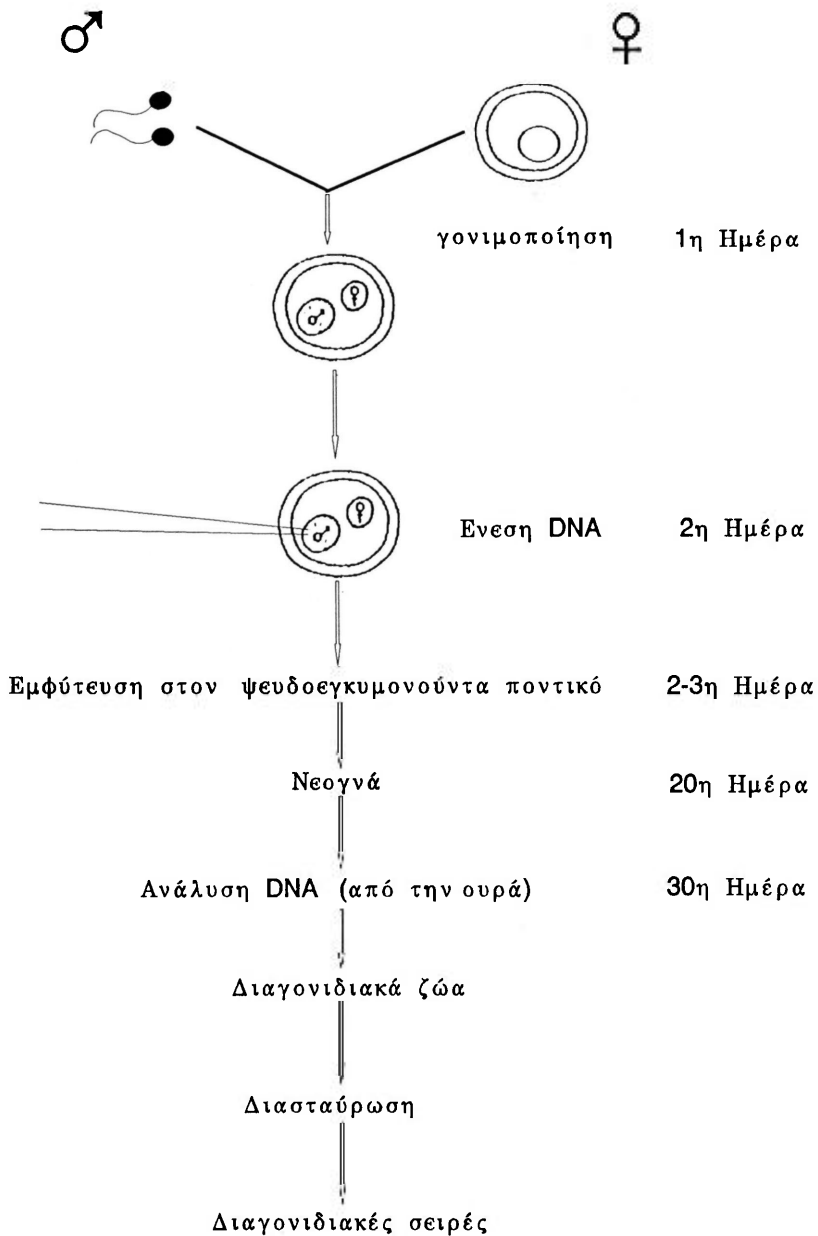 ♂ ♀
γονιμοποίηση 1η Ημέρα
♂ ♀
Ενεση DNA 2η Ημέρα
♂ ♀
Εμφύτευση στον ψευδοεγκυμονούντα ποντικό 2-3η Ημέρα
Νεογνά 20η Ημέρα
Ανάλυση DNA (από την ουρά) 30η Ημέρα
Διαγονιδιακά ζώα
Διασταύρωση
Διαγονιδιακές σειρές